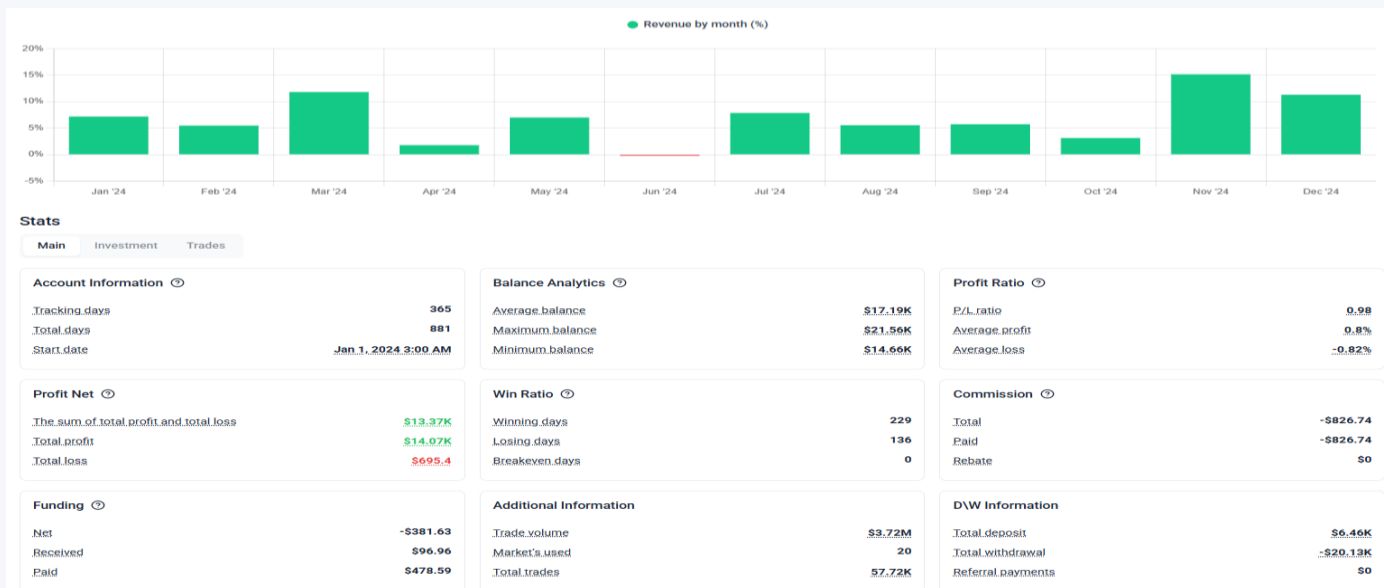 Revenue by month (%)
20%
15%
10%
5%
0%
-5%
Jan '24 Feb '24 Mar '24 Apr '24 May '24 Jun '24 Jul '24 Aug '24 Sep '24 Oct '24 Nov '24 Dec '24
Stats
Main Investment Trades
Account Information
Tracking days 365
Total days 881
Start date Jan 1, 2024 3:00 AM
Balance Analytics
Average balance $17.19K
Maximum balance $21.56K
Minimum balance $14.66K
Profit Ratio
P/L ratio 0.98
Average profit 0.8%
Average loss -0.82%
Profit Net
The sum of total profit and total loss $13.37K
Total profit $14.07K
Total loss $695.4
Win Ratio
Winning days 229
Losing days 136
Breakeven days 0
Commission
Total -$826.74
Paid -$826.74
Rebate $0
Funding
Net -$381.63
Received $96.96
Paid $478.59
Additional Information
Trade volume $3.72M
Market's used 20
Total trades 57.72K
D\W Information
Total deposit $6.46K
Total withdrawal -$20.13K
Referral payments $0